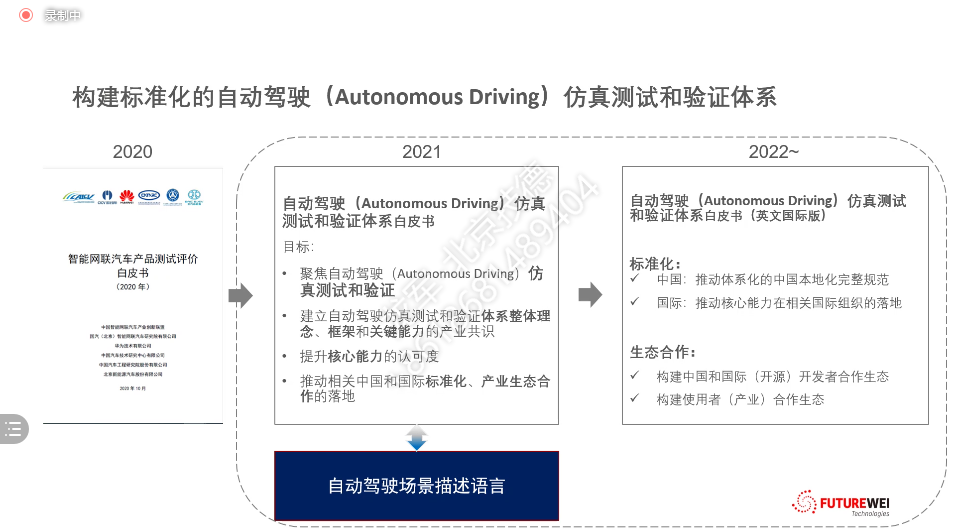 录制中
构建标准化的自动驾驶（Autonomous Driving）仿真测试和验证体系
2020
智能网联汽车产品测试评价
白皮书
（2020 年）
中国智能网联汽车产业创新联盟
国汽（北京）智能网联汽车研究院有限公司
华为技术有限公司
中国汽车技术研究中心有限公司
中国汽车工程研究院股份有限公司
北京新能源汽车股份有限公司
2020 年 10 月
2021
自动驾驶（Autonomous Driving）仿真
测试和验证体系白皮书
目标：
• 聚焦自动驾驶（Autonomous Driving）仿
真测试和验证
• 建立自动驾驶仿真测试和验证体系整体理
念、框架和关键能力的产业共识
• 提升核心能力的认可度
• 推动相关中国和国际标准化、产业生态合
作的落地
自动驾驶场景描述语言
2022~
自动驾驶（Autonomous Driving）仿真测试
和验证体系白皮书（英文国际版）
标准化：
✓ 中国：推动体系化的中国本地化完整规范
✓ 国际：推动核心能力在相关国际组织的落地
生态合作：
✓ 构建中国和国际（开源）开发者合作生态
✓ 构建使用者（产业）合作生态
FUTUREWEI
Technologies